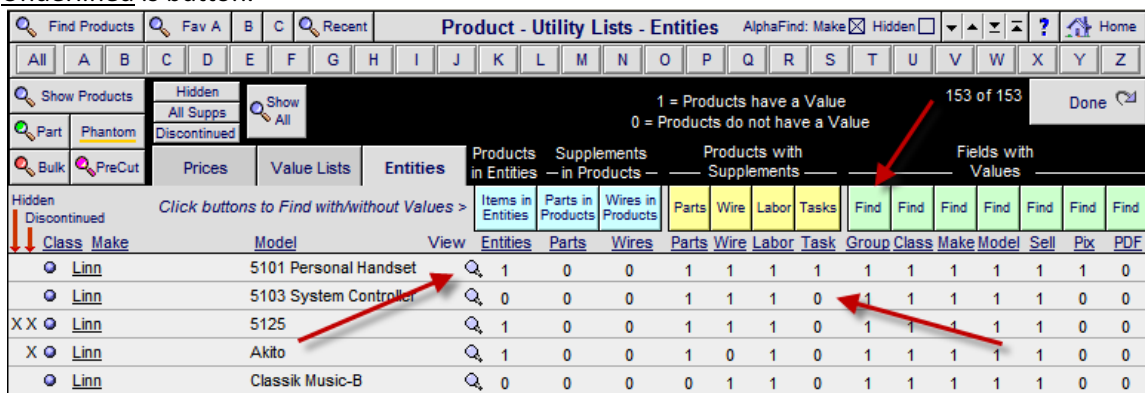 Underlined is button.
Find Products Fav A B C Recent Product - Utility Lists - Entities AlphaFind: Make Hidden ? Home
All A B C D E F G H I J K L M N O P Q R S T U V W X Y Z
Show Products Hidden All Supps Discontinued Show All 1 = Products have a Value 153 of 153 Done
0 = Products do not have a Value
Part Phantom
Bulk PreCut Prices Value Lists Entities Products in Entities Supplements — in Products — Products with —— Supplements —— Fields with —— Values ——
Hidden Discontinued Click buttons to Find with/without Values > Items in Entities Parts in Products Wires in Products Parts Wire Labor Tasks Find Find Find Find Find Find Find
Class Make Model View Entities Parts Wires Parts Wire Labor Task Group Class Make Model Sell Pix PDF
Linn 5101 Personal Handset 1 0 0 1 1 1 1 1 1 1 1 1 1 0
Linn 5103 System Controller 0 0 0 1 1 1 0 1 1 1 1 1 0 0
X X Linn 5125 1 0 0 1 1 1 0 1 1 1 1 1 0 0
X Linn Akito 1 0 0 1 0 1 0 1 1 1 1 1 0 0
Linn Classik Music-B 0 0 0 0 1 1 0 1 1 1 1 1 0 0